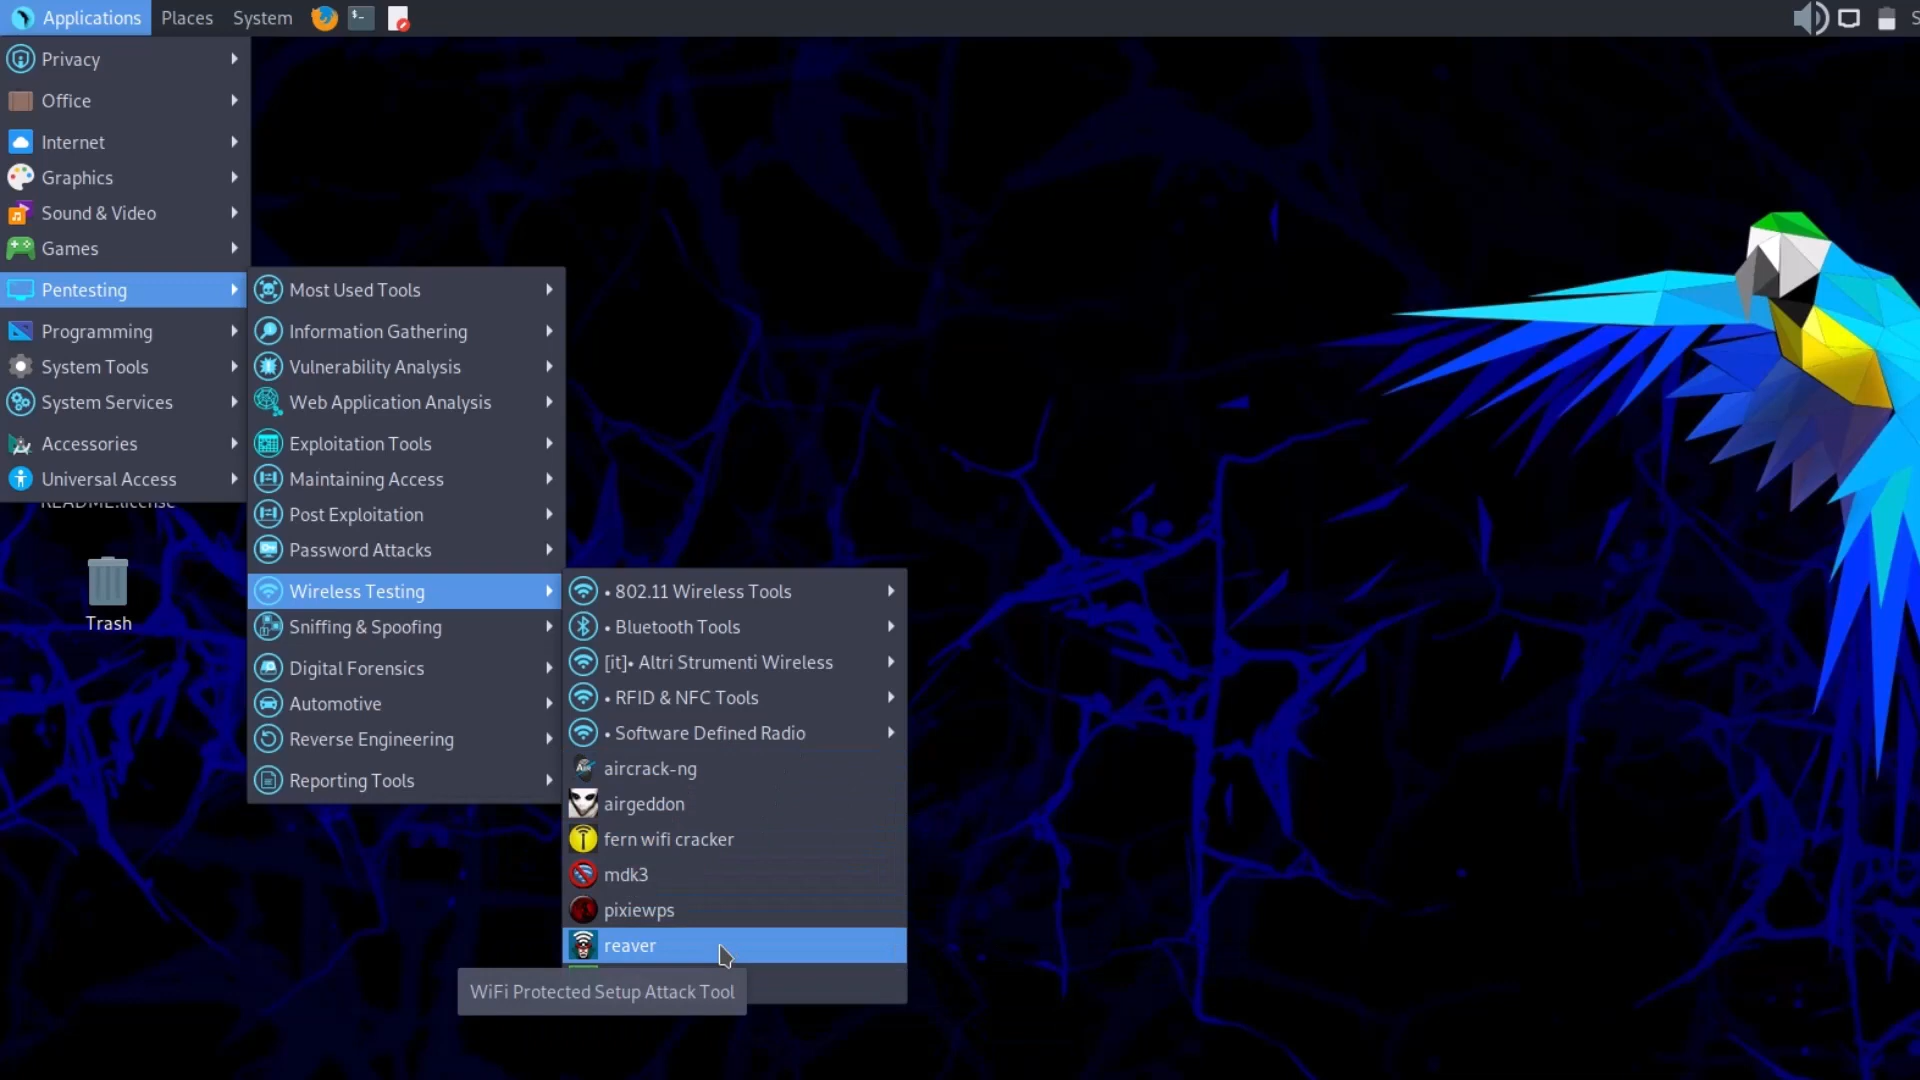 Applications Places System
Privacy
Office
Internet
Graphics
Sound & Video
Games
Pentesting
Programming
System Tools
System Services
Accessories
Universal Access
README.license
Trash
Most Used Tools
Information Gathering
Vulnerability Analysis
Web Application Analysis
Exploitation Tools
Maintaining Access
Post Exploitation
Password Attacks
Wireless Testing
Sniffing & Spoofing
Digital Forensics
Automotive
Reverse Engineering
Reporting Tools
• 802.11 Wireless Tools
• Bluetooth Tools
[it]• Altri Strumenti Wireless
• RFID & NFC Tools
• Software Defined Radio
aircrack-ng
airgeddon
fern wifi cracker
mdk3
pixiewps
reaver
WiFi Protected Setup Attack Tool